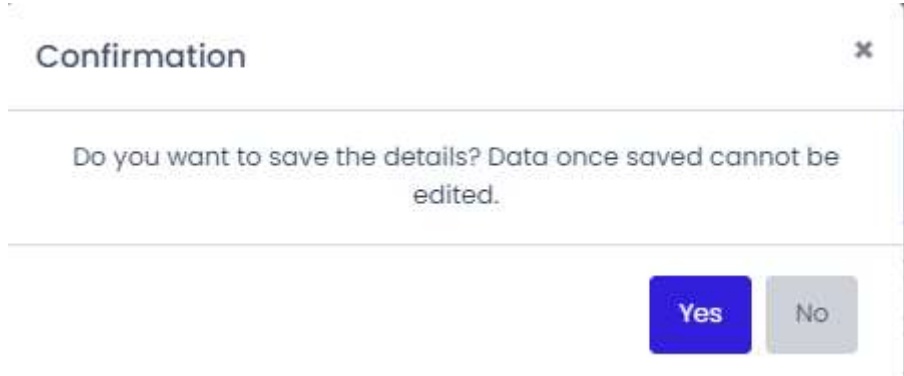 Confirmation ×
Do you want to save the details? Data once saved cannot be
edited.
Yes No